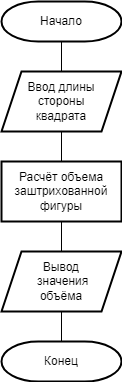 Начало
Ввод длины
стороны
квадрата
Расчёт объема
заштрихованной
фигуры
Вывод
значения
объёма
Конец